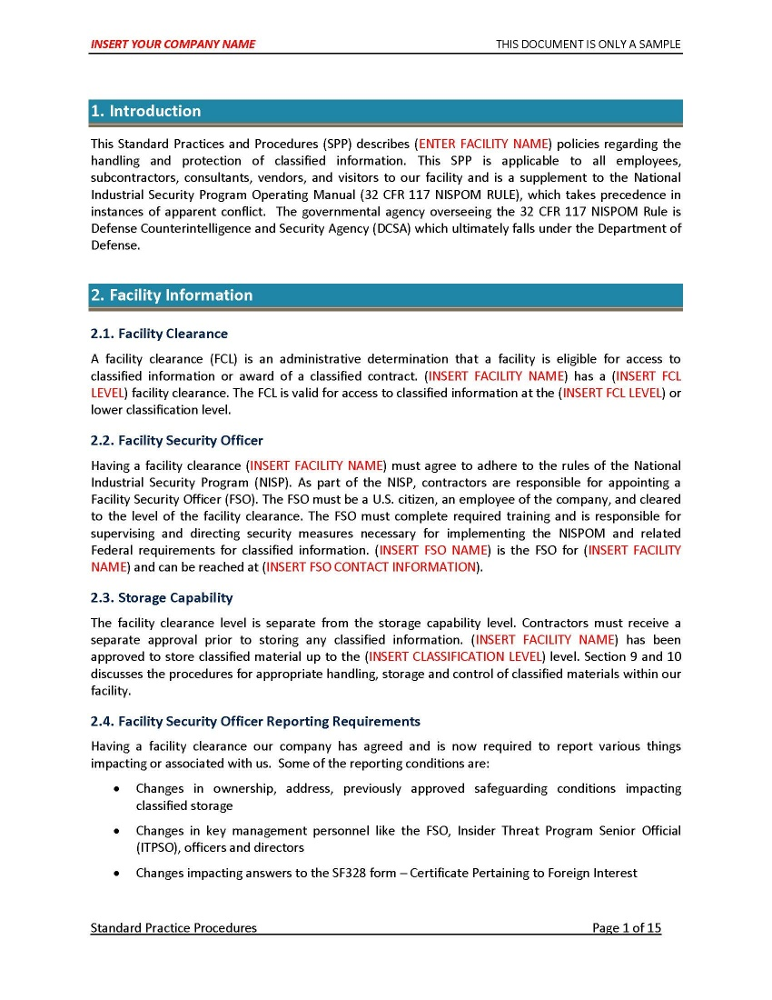 INSERT YOUR COMPANY NAME THIS DOCUMENT IS ONLY A SAMPLE
1. Introduction
This Standard Practices and Procedures (SPP) describes (ENTER FACILITY NAME) policies regarding the
handling and protection of classified information. This SPP is applicable to all employees,
subcontractors, consultants, vendors, and visitors to our facility and is a supplement to the National
Industrial Security Program Operating Manual (32 CFR 117 NISPOM RULE), which takes precedence in
instances of apparent conflict. The governmental agency overseeing the 32 CFR 117 NISPOM Rule is
Defense Counterintelligence and Security Agency (DCSA) which ultimately falls under the Department of
Defense.
2. Facility Information
2.1. Facility Clearance
A facility clearance (FCL) is an administrative determination that a facility is eligible for access to
classified information or award of a classified contract. (INSERT FACILITY NAME) has a (INSERT FCL
LEVEL) facility clearance. The FCL is valid for access to classified information at the (INSERT FCL LEVEL) or
lower classification level.
2.2. Facility Security Officer
Having a facility clearance (INSERT FACILITY NAME) must agree to adhere to the rules of the National
Industrial Security Program (NISP). As part of the NISP, contractors are responsible for appointing a
Facility Security Officer (FSO). The FSO must be a U.S. citizen, an employee of the company, and cleared
to the level of the facility clearance. The FSO must complete required training and is responsible for
supervising and directing security measures necessary for implementing the NISPOM and related
Federal requirements for classified information. (INSERT FSO NAME) is the FSO for (INSERT FACILITY
NAME) and can be reached at (INSERT FSO CONTACT INFORMATION).
2.3. Storage Capability
The facility clearance level is separate from the storage capability level. Contractors must receive a
separate approval prior to storing any classified information. (INSERT FACILITY NAME) has been
approved to store classified material up to the (INSERT CLASSIFICATION LEVEL) level. Section 9 and 10
discusses the procedures for appropriate handling, storage and control of classified materials within our
facility.
2.4. Facility Security Officer Reporting Requirements
Having a facility clearance our company has agreed and is now required to report various things
impacting or associated with us. Some of the reporting conditions are:
• Changes in ownership, address, previously approved safeguarding conditions impacting
classified storage
• Changes in key management personnel like the FSO, Insider Threat Program Senior Official
(ITPSO), officers and directors
• Changes impacting answers to the SF328 form – Certificate Pertaining to Foreign Interest
Standard Practice Procedures Page 1 of 15